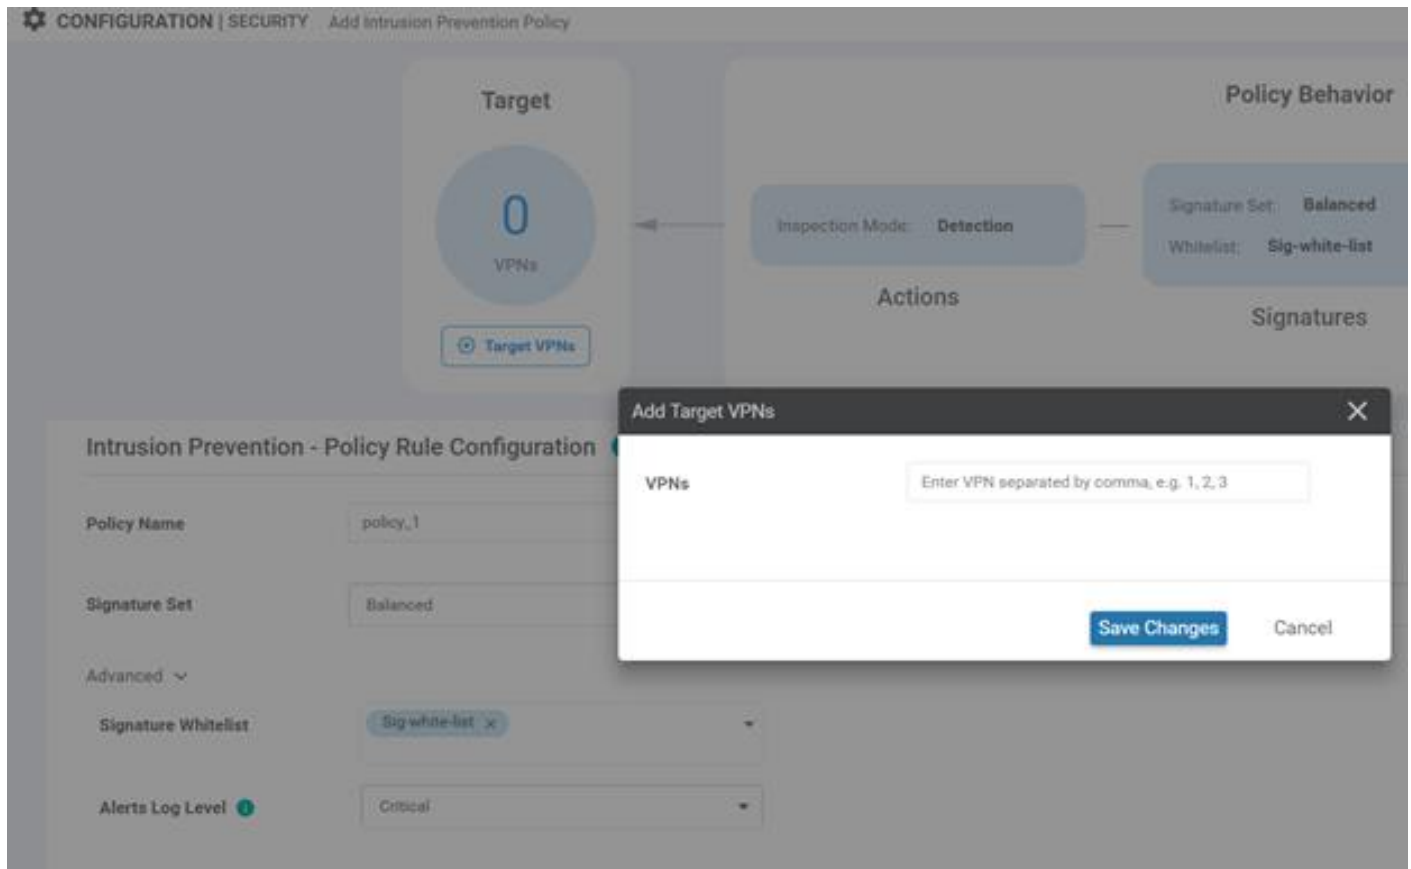 CONFIGURATION | SECURITY Add Intrusion Prevention Policy
Target
Policy Behavior
0
VPNs
Target VPNs
Inspection Mode: Detection
Actions
Signature Set: Balanced
Whitelist: Sig-white-list
Signatures
Add Target VPNs
VPNs Enter VPN separated by comma, e.g. 1, 2, 3
Save Changes Cancel
Intrusion Prevention - Policy Rule Configuration
Policy Name policy_1
Signature Set Balanced
Advanced
Signature Whitelist Sig-white-list x
Alerts Log Level i Critical